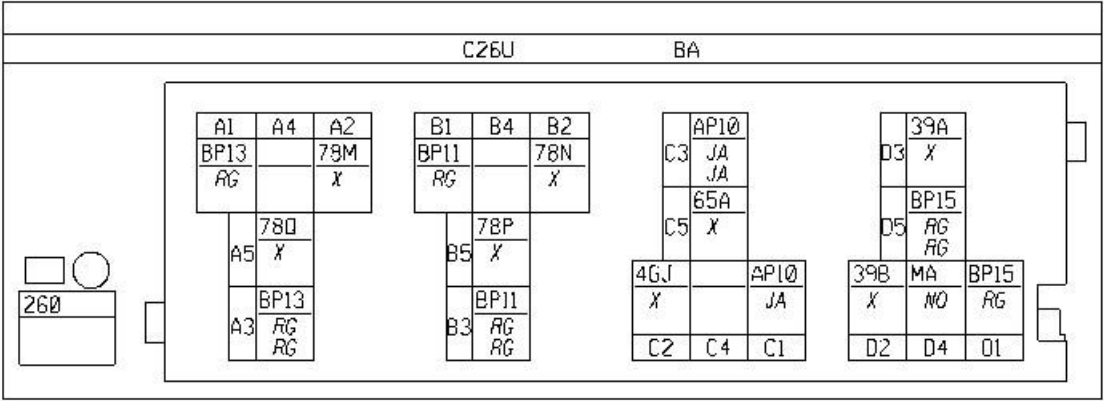 C26U BA
A1 A4 A2
BP13 78M
RG X
78Q
A5 X
BP13
A3 RG
RG
B1 B4 B2
BP11 78N
RG X
78P
B5 X
BP11
B3 RG
RG
AP10
C3 JA
JA
65A
C5 X
4GJ AP10
X JA
C2 C4 C1
39A
D3 X
BP15
D5 RG
RG
39B MA BP15
X NO RG
D2 D4 01
260